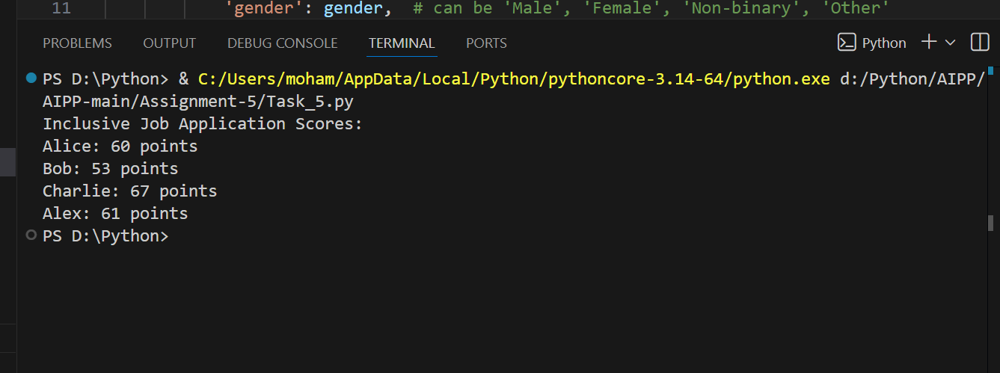 11 'gender': gender, # can be 'Male', 'Female', 'Non-binary', 'Other'
PROBLEMS OUTPUT DEBUG CONSOLE TERMINAL PORTS Python
PS D:\Python> & C:/Users/moham/AppData/Local/Python/pythoncore-3.14-64/python.exe d:/Python/AIPP/
AIPP-main/Assignment-5/Task_5.py
Inclusive Job Application Scores:
Alice: 60 points
Bob: 53 points
Charlie: 67 points
Alex: 61 points
PS D:\Python>